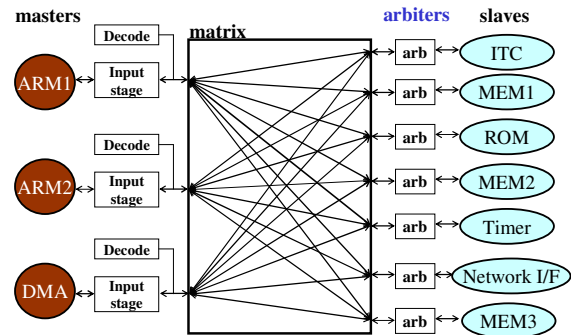 masters
matrix
arbiters
slaves
Decode
ARM1
Input
stage
Decode
ARM2
Input
stage
Decode
DMA
Input
stage
arb
ITC
arb
MEM1
arb
ROM
arb
MEM2
arb
Timer
arb
Network I/F
arb
MEM3